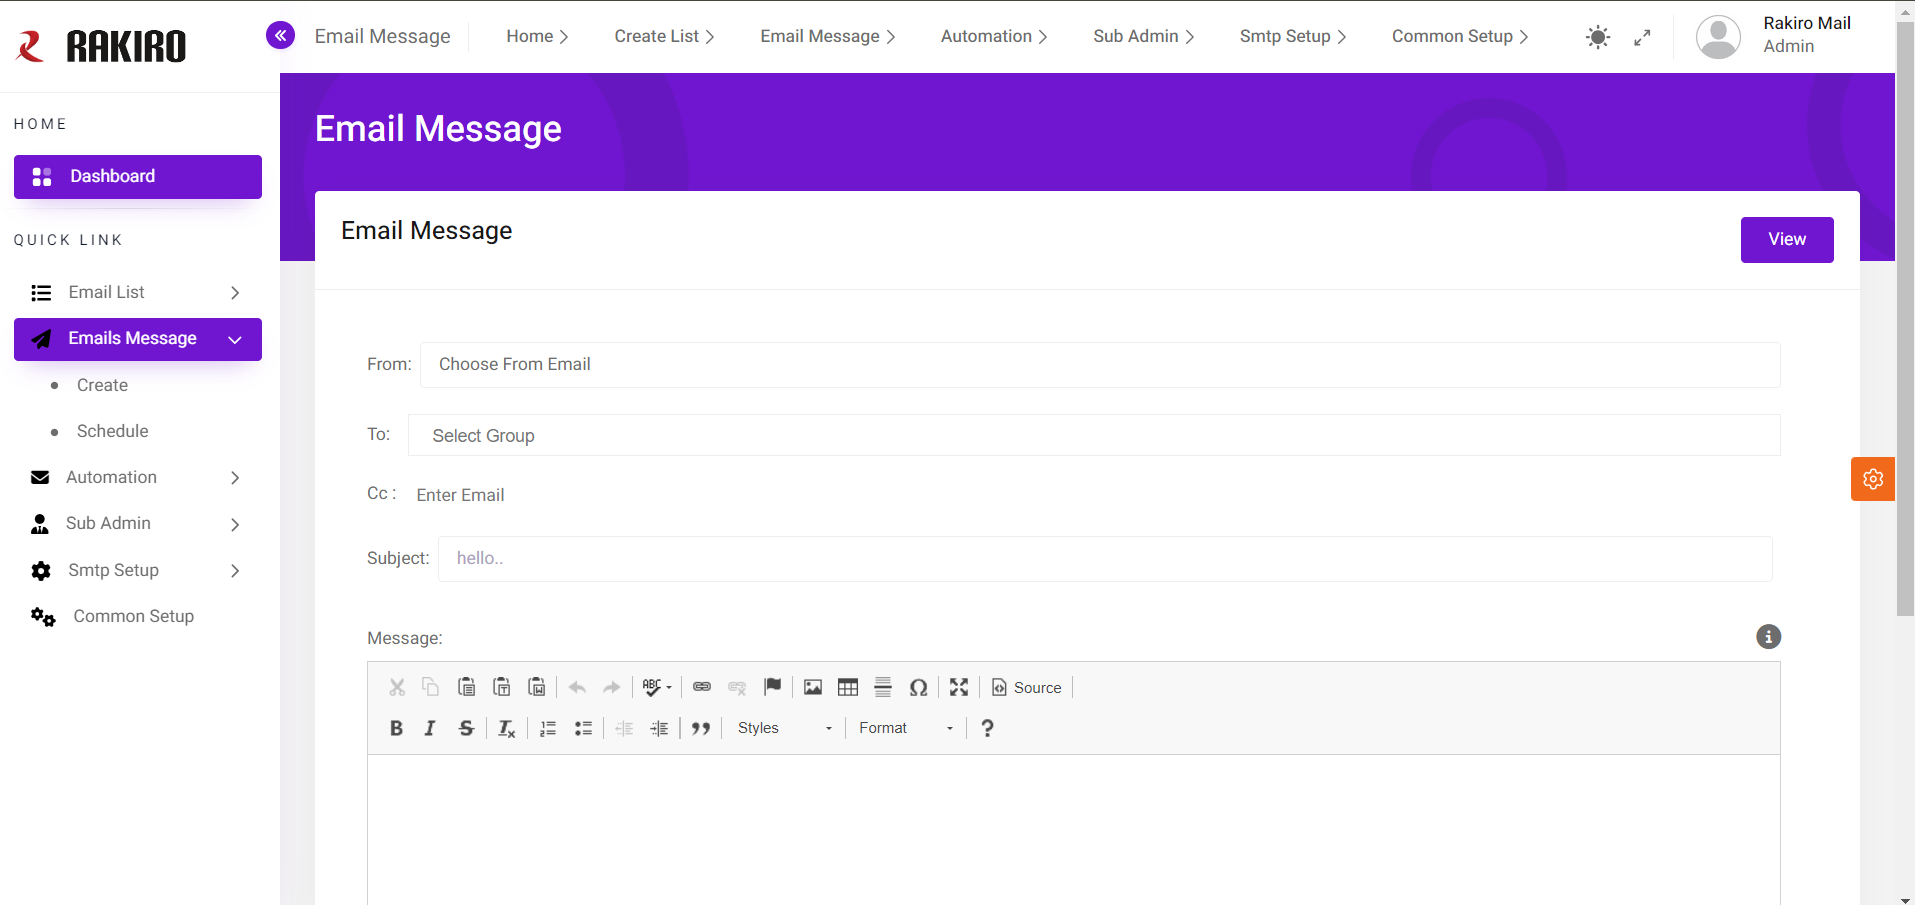 RAKIRO
Email Message
Home
Create List
Email Message
Automation
Sub Admin
Smtp Setup
Common Setup
Rakiro Mail
Admin
HOME
Dashboard
QUICK LINK
Email List
Emails Message
Create
Schedule
Automation
Sub Admin
Smtp Setup
Common Setup
Email Message
Email Message
View
From: Choose From Email
To: Select Group
Cc : Enter Email
Subject: hello..
Message:
ABC
Source
B I S Tx
Styles
Format
?